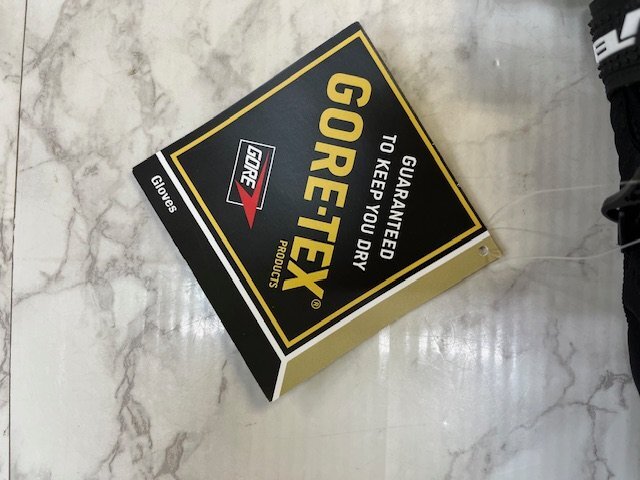 GORE
GORE-TEX®
PRODUCTS
GUARANTEED
TO KEEP YOU DRY
Gloves